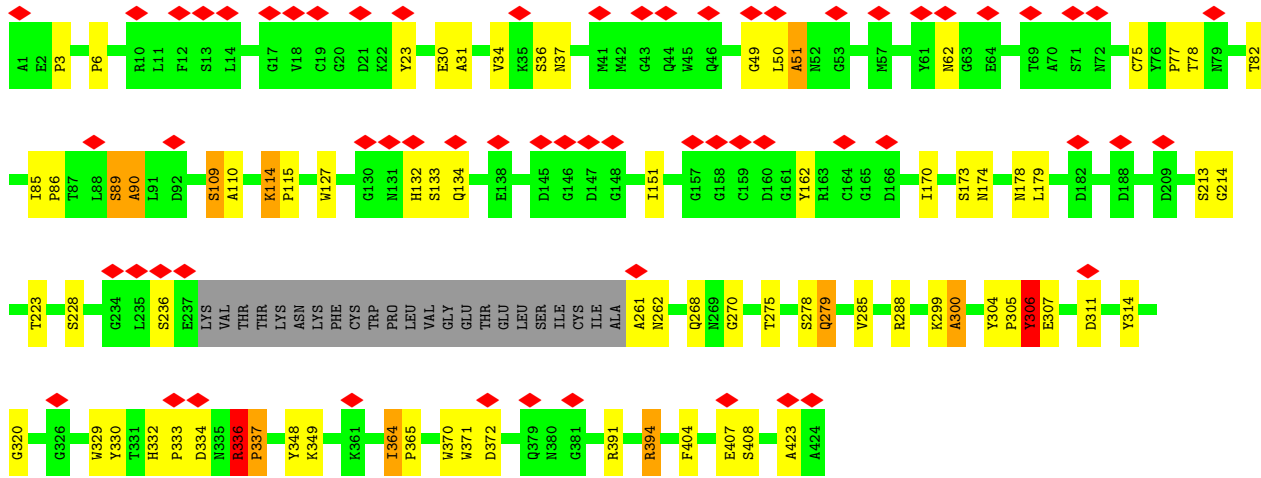 A1 E2 P3 P6 R10 L11 F12 S13 L14 G17 V18 C19 G20 D21 K22 Y23 E30 A31 V34 K35 S36 N37 M41 M42 G43 Q44 W45 Q46 G49 L50 A51 N52 G53 M57 Y61 N62 G63 E64 T69 A70 S71 N72 C75 Y76 P77 T78 N79 T82
I85 P86 T87 L88 S89 A90 L91 D92 S109 A110 K114 P115 W127 G130 N131 H132 S133 Q134 E138 D145 G146 D147 G148 I151 G157 G158 C159 D160 G161 Y162 R163 C164 G165 D166 I170 S173 N174 N178 L179 D182 D188 D209 S213 G214
T223 S228 G234 L235 S236 E237 LYS VAL THR THR LYS ASN LYS PHE CYS TRP PRO LEU VAL GLY GLU THR GLU LEU SER ILE CYS ILE ALA A261 N262 Q268 N269 G270 T275 S278 Q279 V285 R288 K299 A300 Y304 P305 Y306 E307 D311 Y314
G320 G326 W329 Y330 T331 H332 P333 D334 N335 R336 P337 Y348 K349 K361 I364 P365 W370 W371 D372 Q379 N380 G381 R391 R394 F404 E407 S408 A423 A424